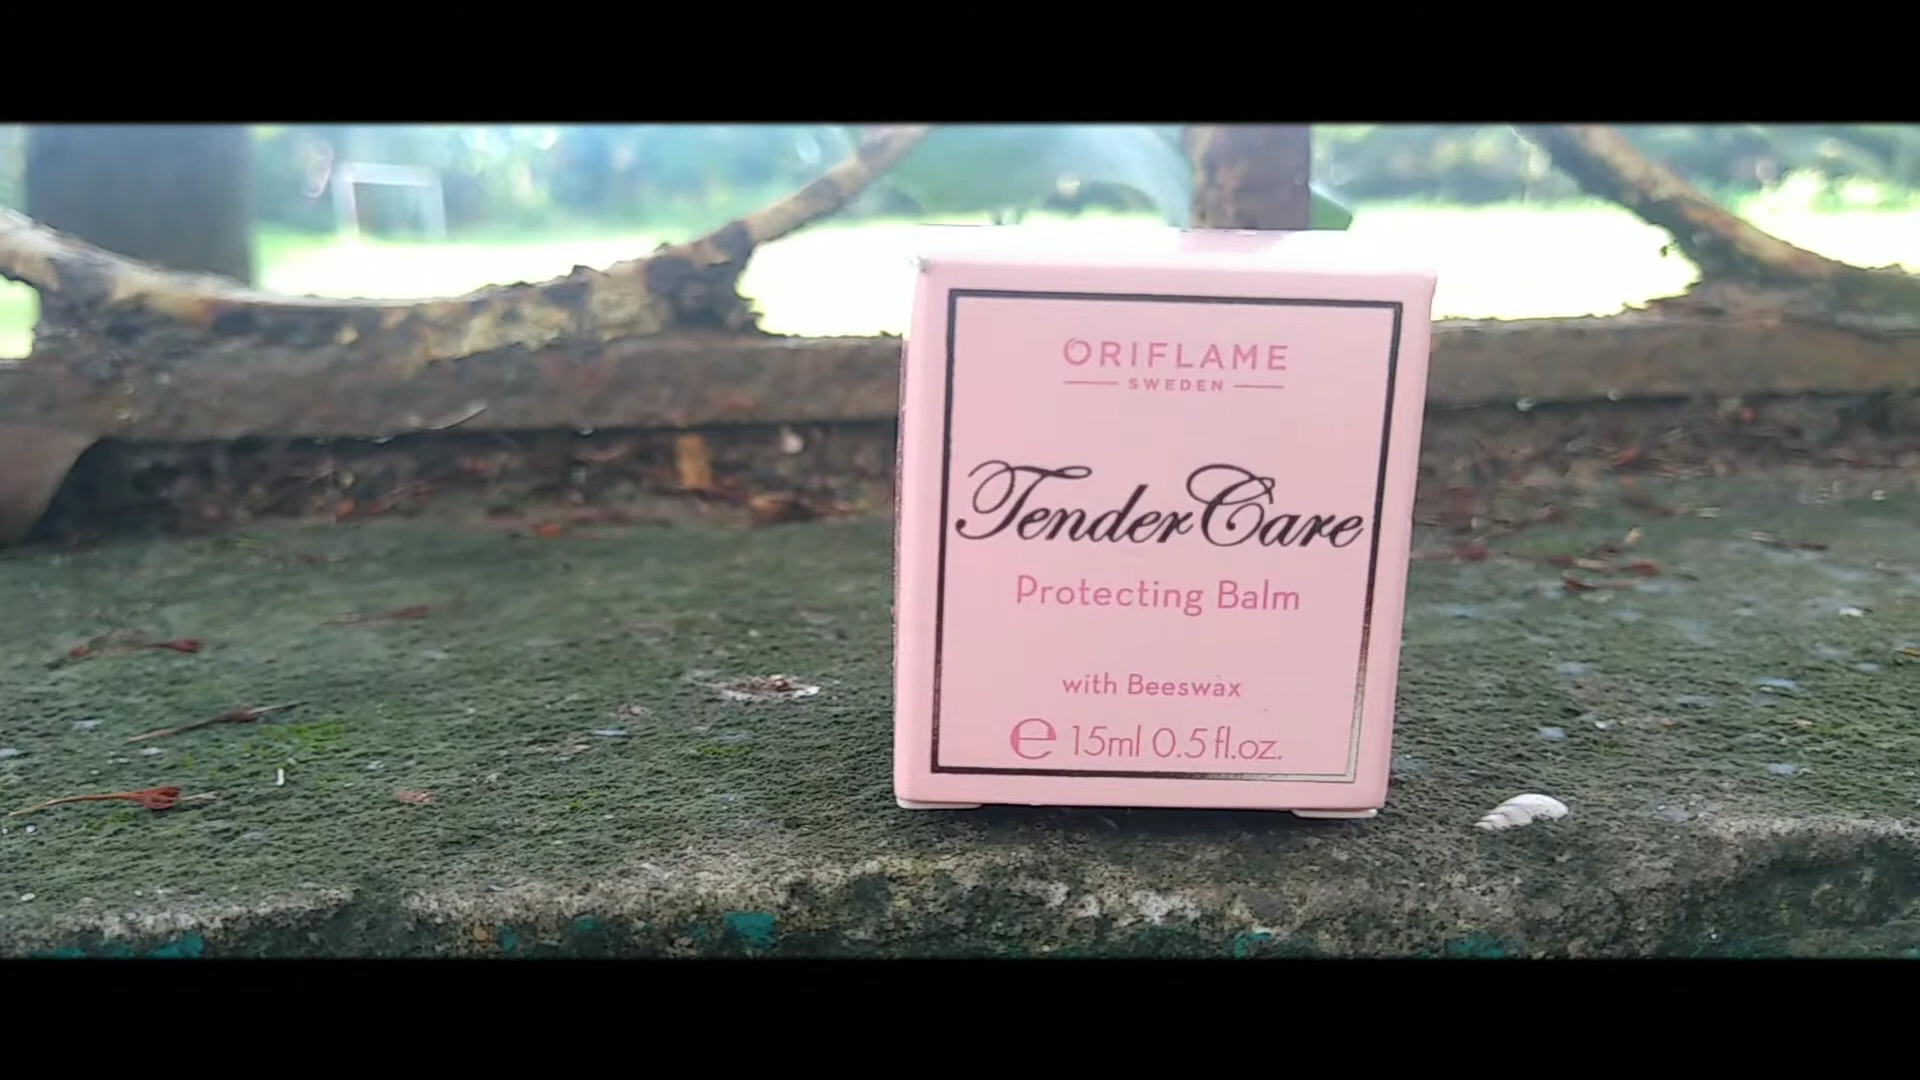 ORIFLAME
SWEDEN
Tender Care
Protecting Balm
with Beeswax
e 15ml 0.5 fl.oz.